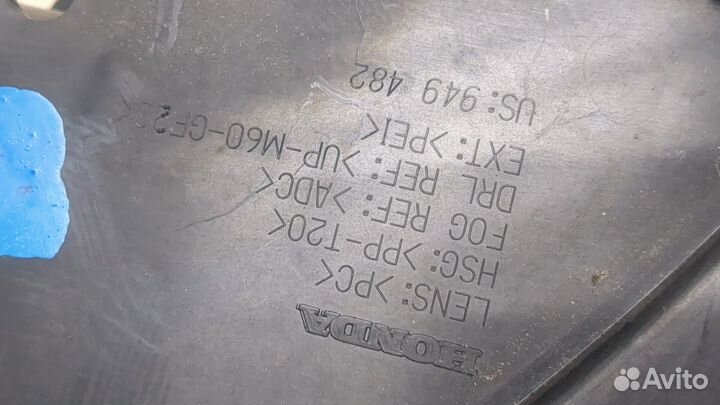 HONDA
LENS:>PC<
HSG:>PP-T20<
FOG REF:>ADC<
DRL REF:>UP-M60-GF20<
EXT:>PEI<
US:949 482
Avito